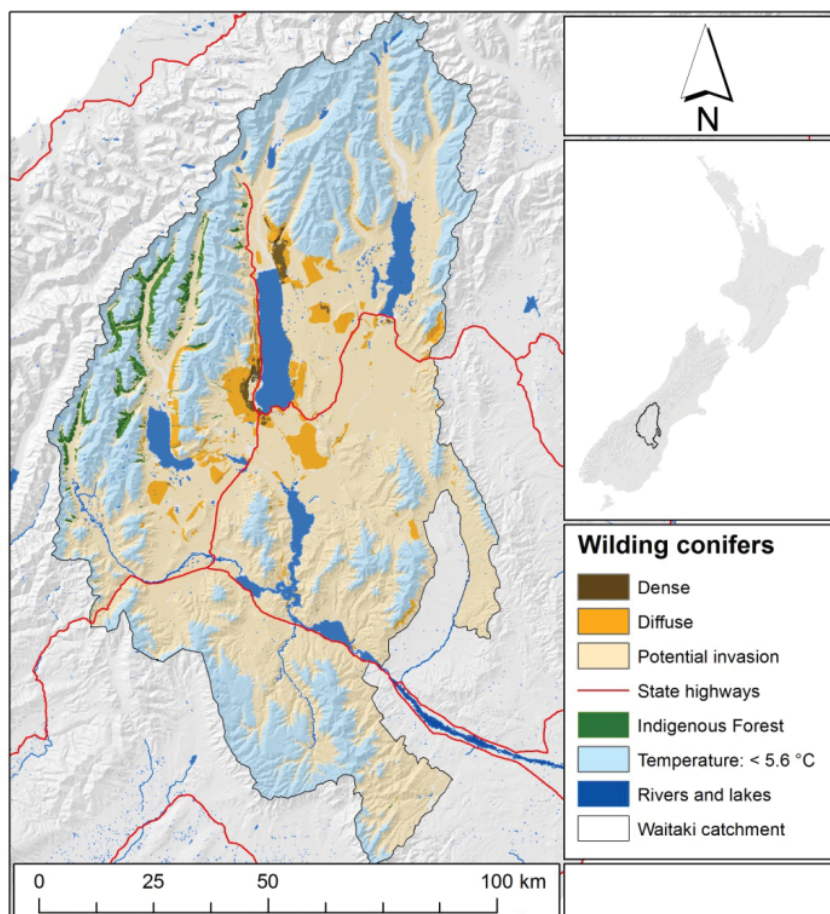 N
Wilding conifers
Dense
Diffuse
Potential invasion
State highways
Indigenous Forest
Temperature: < 5.6 °C
Rivers and lakes
Waitaki catchment
0 25 50 100 km